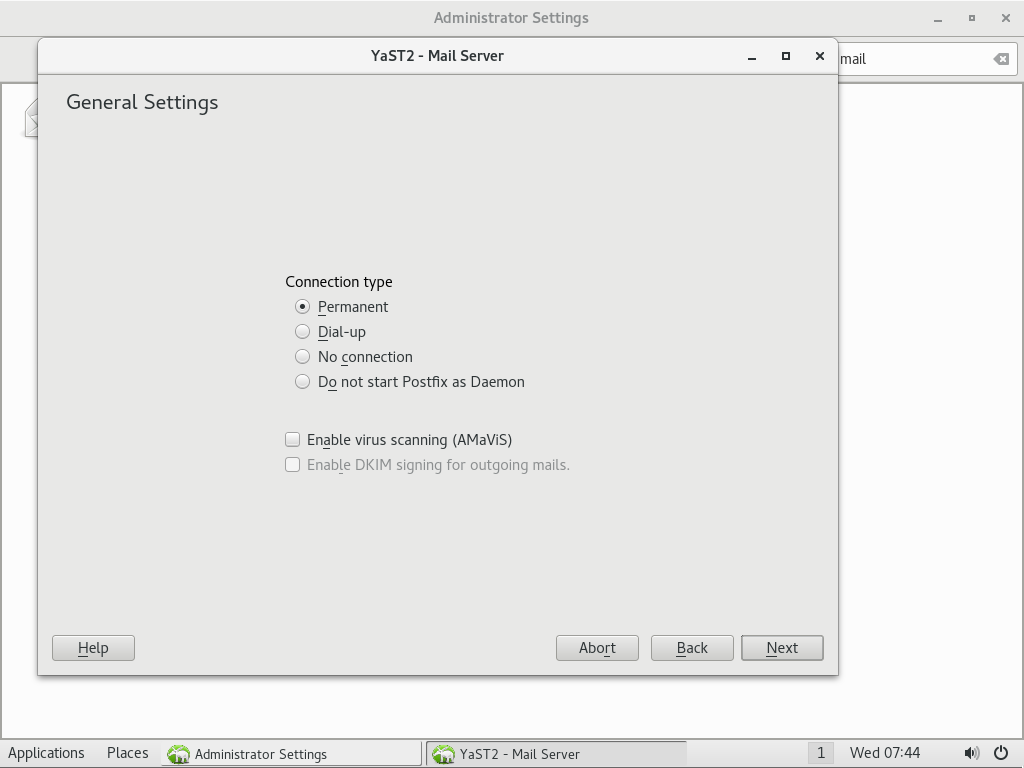 Administrator Settings
mail
YaST2 - Mail Server
General Settings
Connection type
Permanent
Dial-up
No connection
Do not start Postfix as Daemon
Enable virus scanning (AMaViS)
Enable DKIM signing for outgoing mails.
Help
Abort
Back
Next
Applications
Places
Administrator Settings
YaST2 - Mail Server
1
Wed 07:44